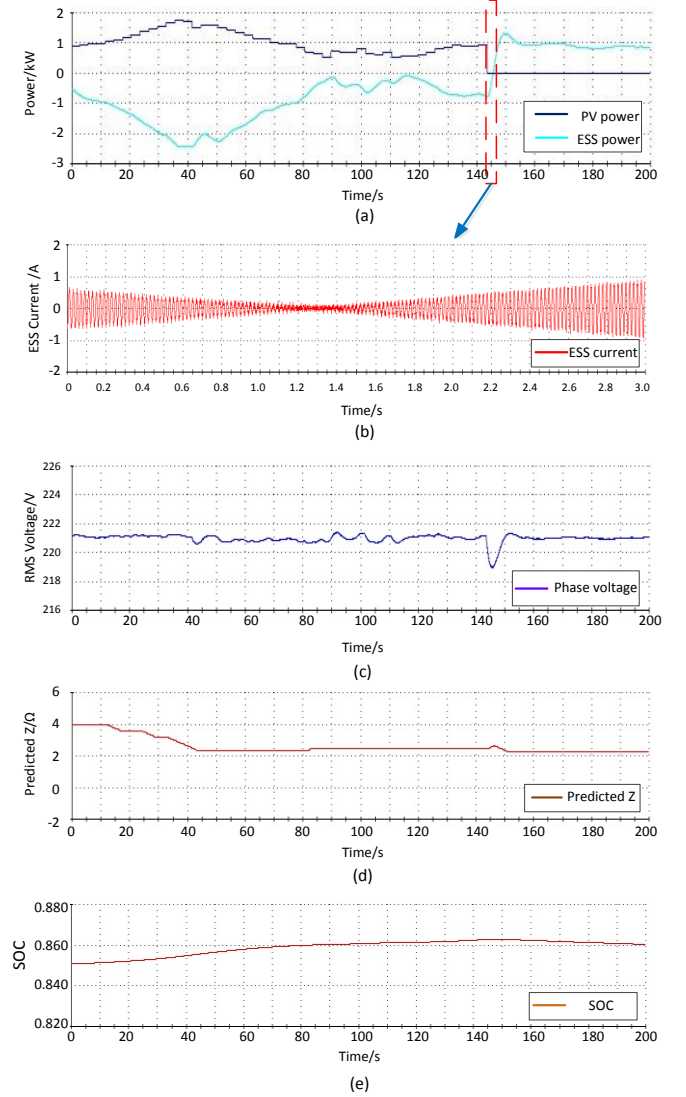 2
1
0
-1
-2
-3
Power/kW
PV power
ESS power
0 20 40 60 80 100 120 140 160 180 200
Time/s
(a)
2
1
0
-1
-2
ESS Current /A
ESS current
0 0.2 0.4 0.6 0.8 1.0 1.2 1.4 1.6 1.8 2.0 2.2 2.4 2.6 2.8 3.0
Time/s
(b)
226
224
222
220
218
216
RMS Voltage/V
Phase voltage
0 20 40 60 80 100 120 140 160 180 200
Time/s
(c)
6
4
2
0
-2
Predicted Z/Ω
Predicted Z
0 20 40 60 80 100 120 140 160 180 200
Time/s
(d)
0.880
0.860
0.840
0.820
SOC
SOC
0 20 40 60 80 100 120 140 160 180 200
Time/s
(e)